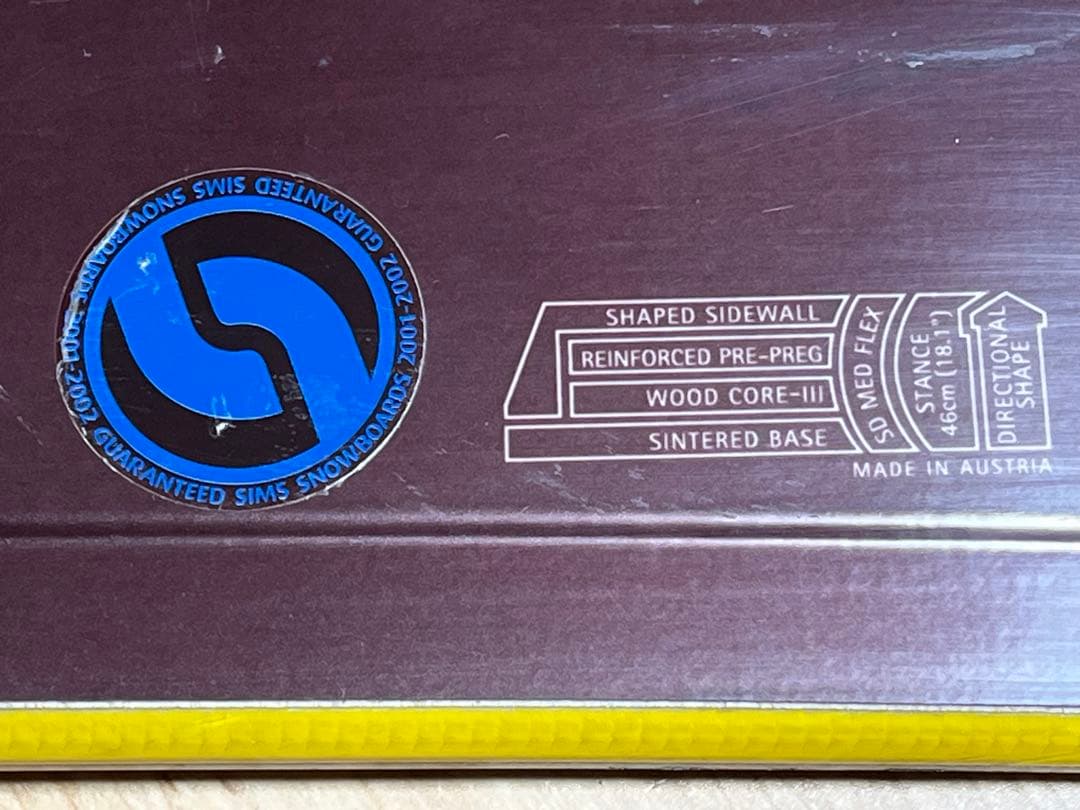 GUARANTEED SIMS SNOWBOARDS 2001-2002 GUARANTEED SIMS SNOWBOARDS 2001-2002
SHAPED SIDEWALL
REINFORCED PRE-PREG
WOOD CORE-III
SINTERED BASE
SD MED FLEX
STANCE
46cm (18.1")
DIRECTIONAL
SHAPE
MADE IN AUSTRIA